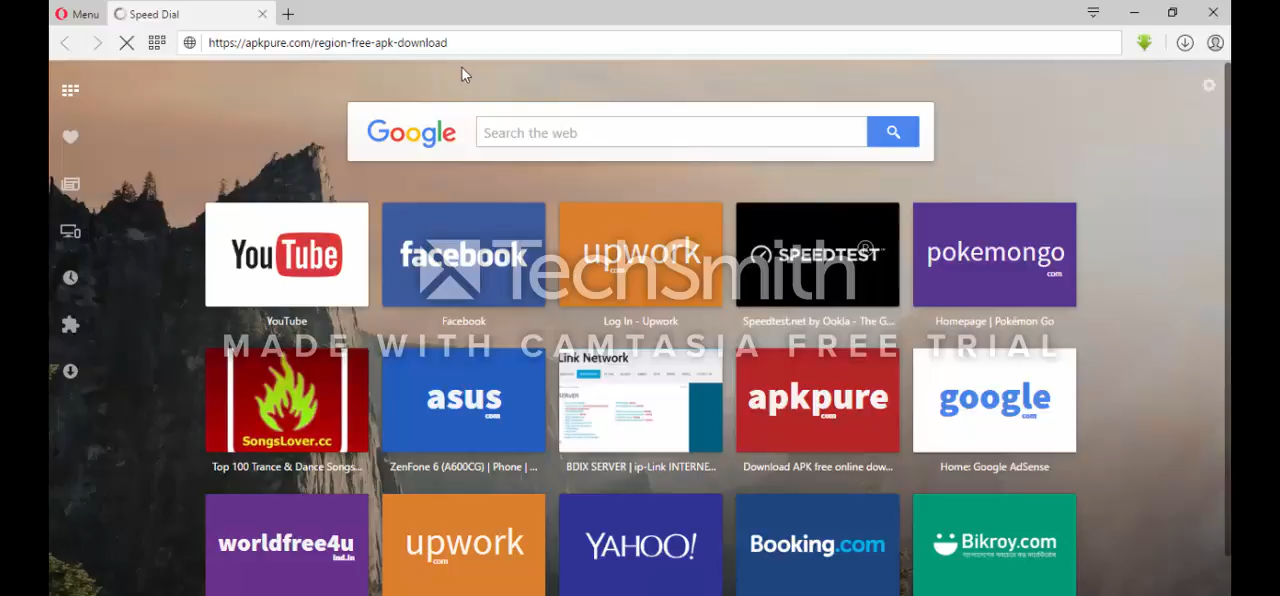 Menu
Speed Dial
https://apkpure.com/region-free-apk-download
Google
Search the web
YouTube
facebook
upwork
com
SPEEDTEST
pokemongo
com
TechSmith®
YouTube
Facebook
Log In - Upwork
Speedtest.net by Ookla - The G...
Homepage | Pokémon Go
MADE WITH CAMTASIA FREE TRIAL
SongsLover.cc
asus
com
Link Network
SERVER
apkpure
com
google
com
Top 100 Trance & Dance Songs...
ZenFone 6 (A600CG) | Phone | ...
BDIX SERVER | ip-Link INTERNE...
Download APK free online dow...
Home: Google AdSense
worldfree4u
ind.in
upwork
com
YAHOO!
Booking.com
Bikroy.com